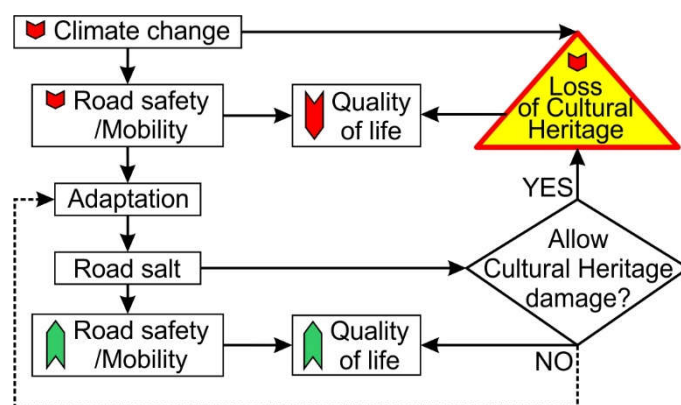 Climate change
Road safety
/Mobility
Quality
of life
Loss
of Cultural
Heritage
Adaptation
YES
Road salt
Allow
Cultural Heritage
damage?
Road safety
/Mobility
Quality
of life
NO